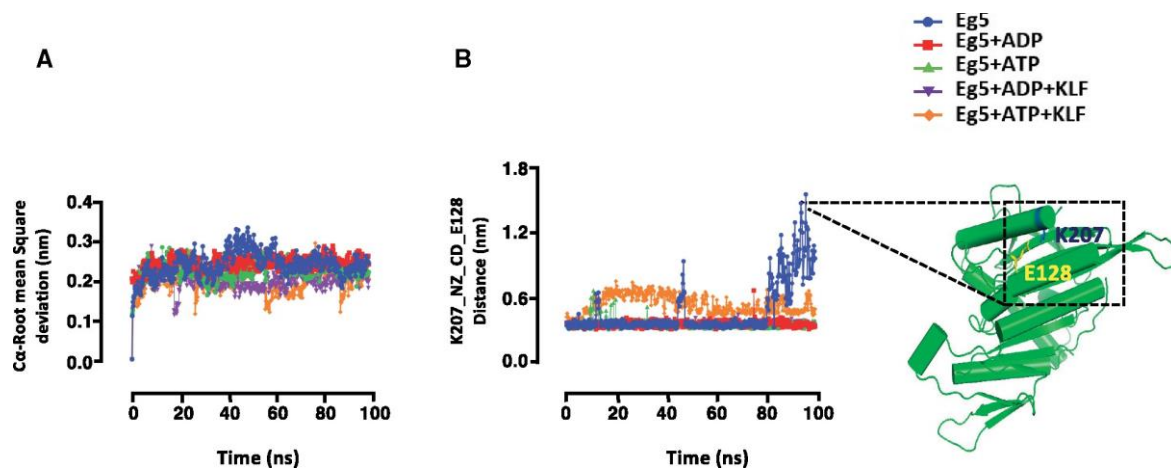 Eg5
Eg5+ADP
Eg5+ATP
Eg5+ADP+KLF
Eg5+ATP+KLF
A
B
Cα-Root mean Square
deviation (nm)
0.4
0.3
0.2
0.1
0.0
0 20 40 60 80 100
Time (ns)
K207_NZ_CD_E128
Distance (nm)
1.8
1.2
0.6
0.0
0 20 40 60 80 100
Time (ns)
K207
E128